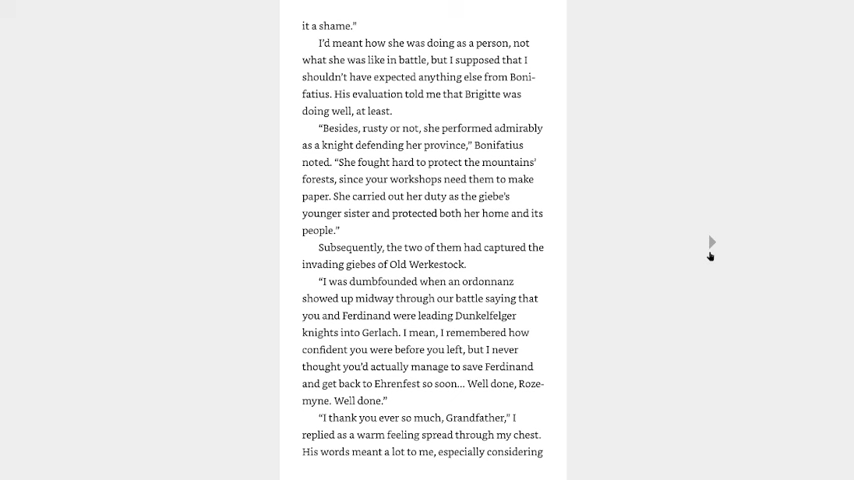 it a shame.”
I’d meant how she was doing as a person, not
what she was like in battle, but I supposed that I
shouldn’t have expected anything else from Boni-
fatius. His evaluation told me that Brigitte was
doing well, at least.
“Besides, rusty or not, she performed admirably
as a knight defending her province,” Bonifatius
noted. “She fought hard to protect the mountains’
forests, since your workshops need them to make
paper. She carried out her duty as the giebe’s
younger sister and protected both her home and its
people.”
Subsequently, the two of them had captured the
invading giebes of Old Werkestock.
“I was dumbfounded when an ordonnanz
showed up midway through our battle saying that
you and Ferdinand were leading Dunkelfelger
knights into Gerlach. I mean, I remembered how
confident you were before you left, but I never
thought you’d actually manage to save Ferdinand
and get back to Ehrenfest so soon... Well done, Roze-
myne. Well done.”
“I thank you ever so much, Grandfather,” I
replied as a warm feeling spread through my chest.
His words meant a lot to me, especially considering